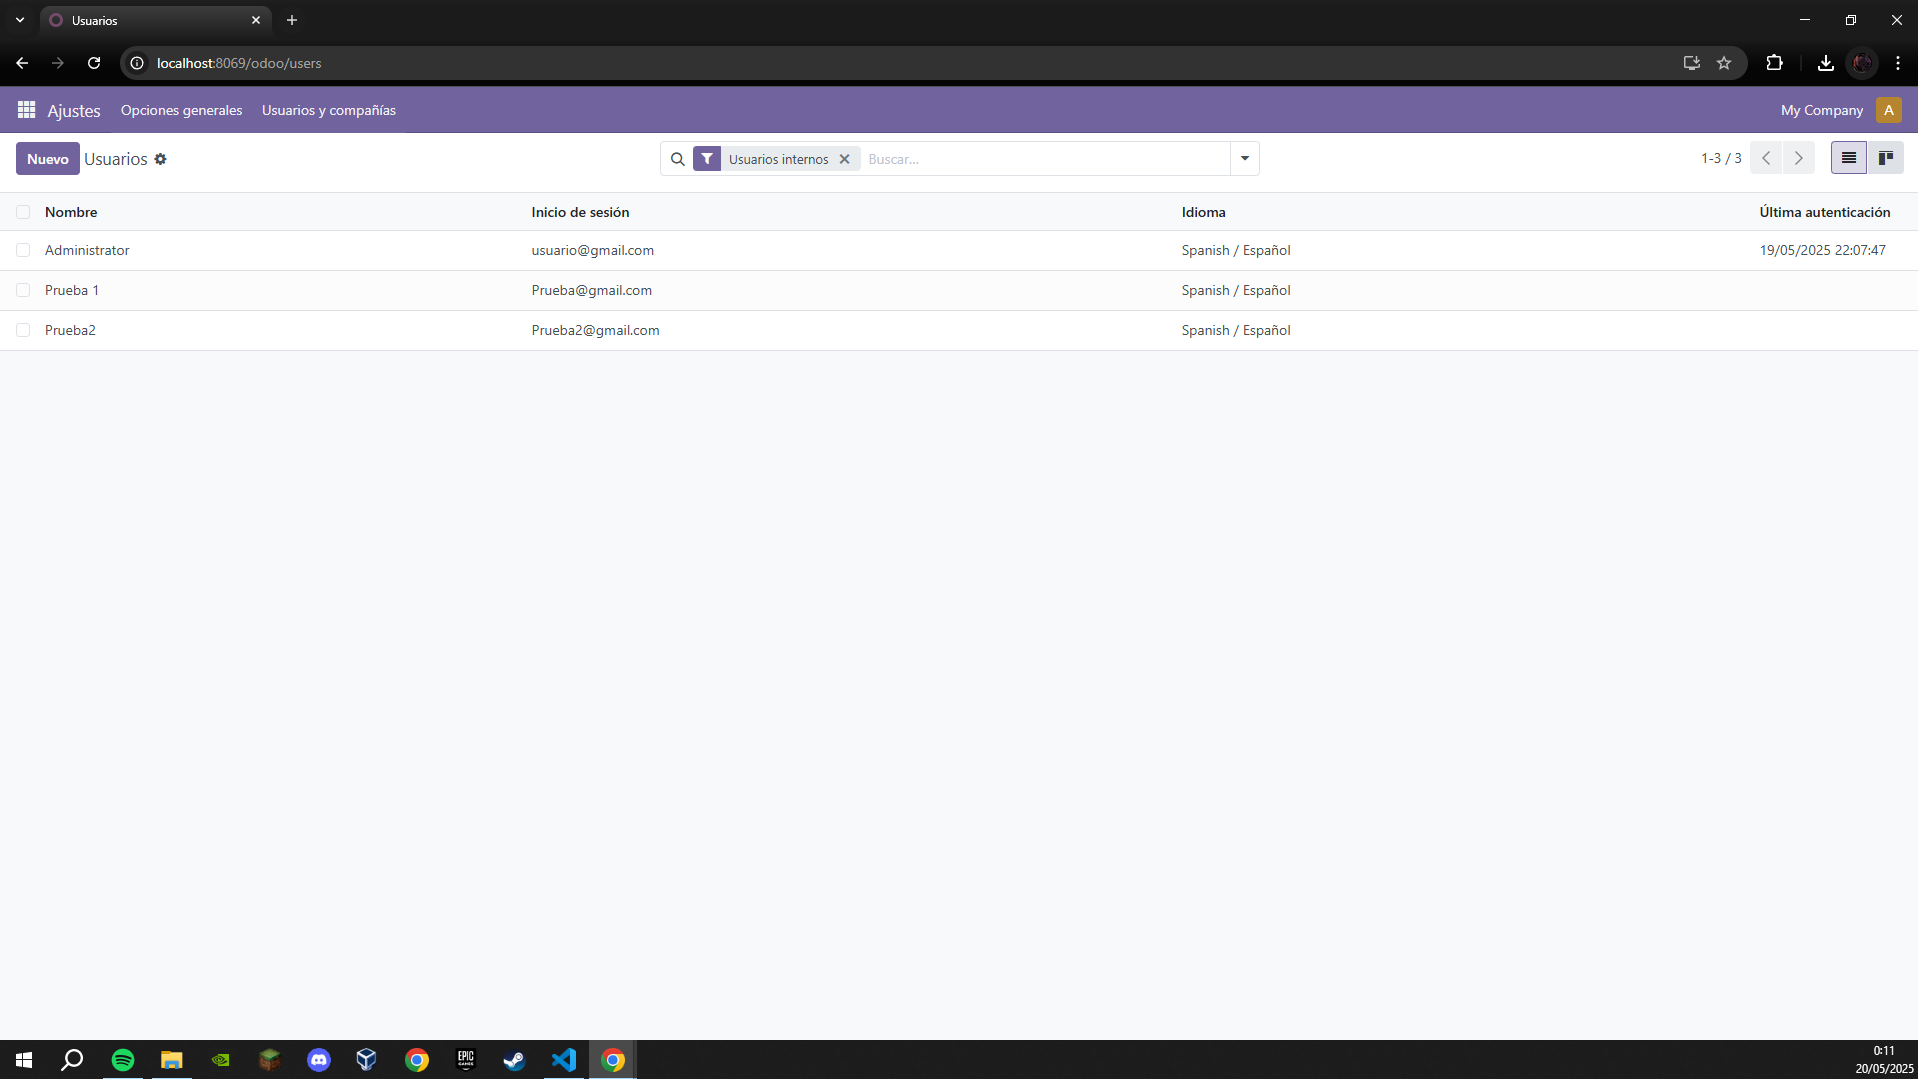 Usuarios
localhost:8069/odoo/users
Ajustes Opciones generales Usuarios y compañías My Company A
Nuevo Usuarios Usuarios internos Buscar... 1-3 / 3
Nombre Inicio de sesión Idioma Última autenticación
Administrator usuario@gmail.com Spanish / Español 19/05/2025 22:07:47
Prueba 1 Prueba@gmail.com Spanish / Español
Prueba2 Prueba2@gmail.com Spanish / Español
EPIC
GAMES
0:11
20/05/2025